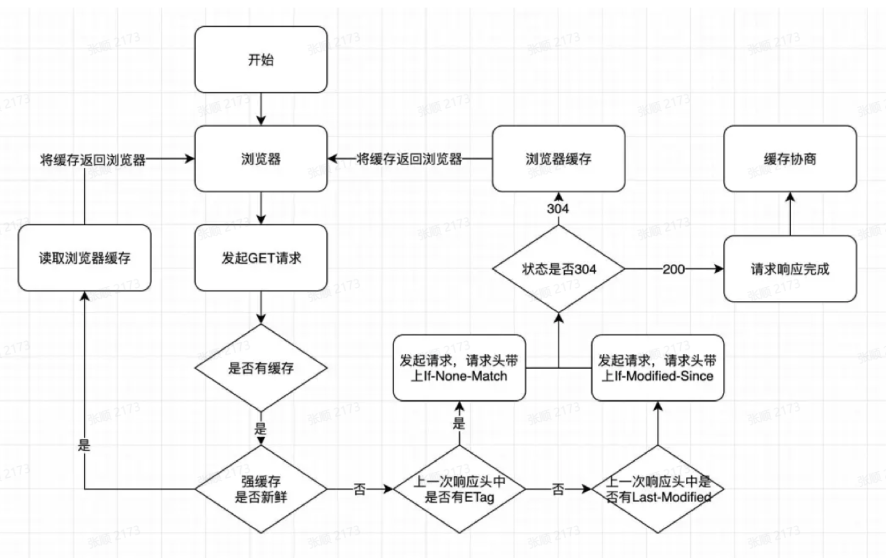 开始
将缓存返回浏览器
浏览器
将缓存返回浏览器
浏览器缓存
缓存协商
304
读取浏览器缓存
发起GET请求
状态是否304
200
请求响应完成
是否有缓存
发起请求，请求头带
上If-None-Match
发起请求，请求头带
上If-Modified-Since
是
是
是
强缓存
是否新鲜
否
上一次响应头中
是否有ETag
否
上一次响应头中是
否有Last-Modified